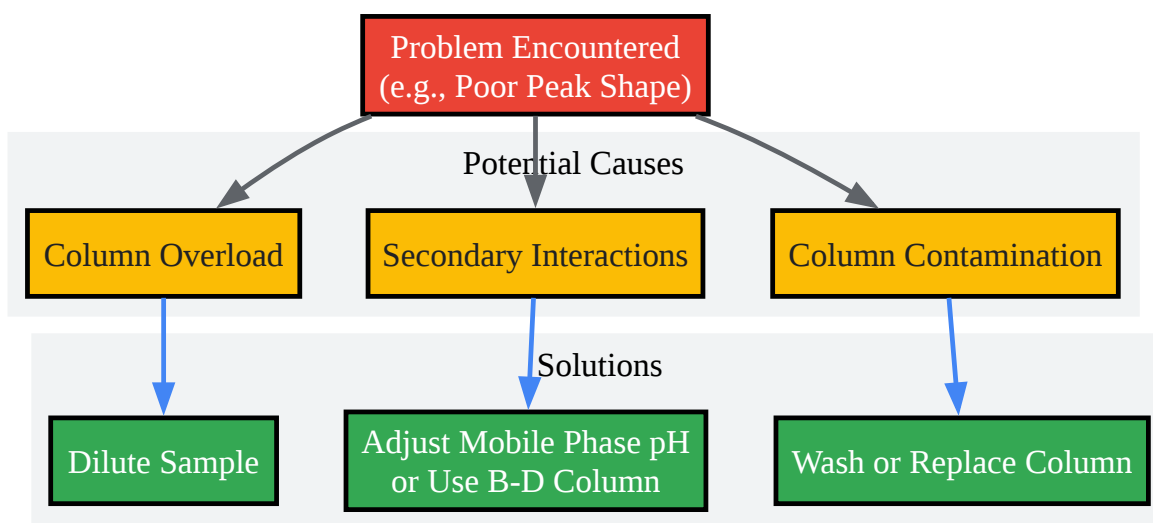 Problem Encountered
(e.g., Poor Peak Shape)
Potential Causes
Column Overload
Secondary Interactions
Column Contamination
Solutions
Dilute Sample
Adjust Mobile Phase pH
or Use B-D Column
Wash or Replace Column